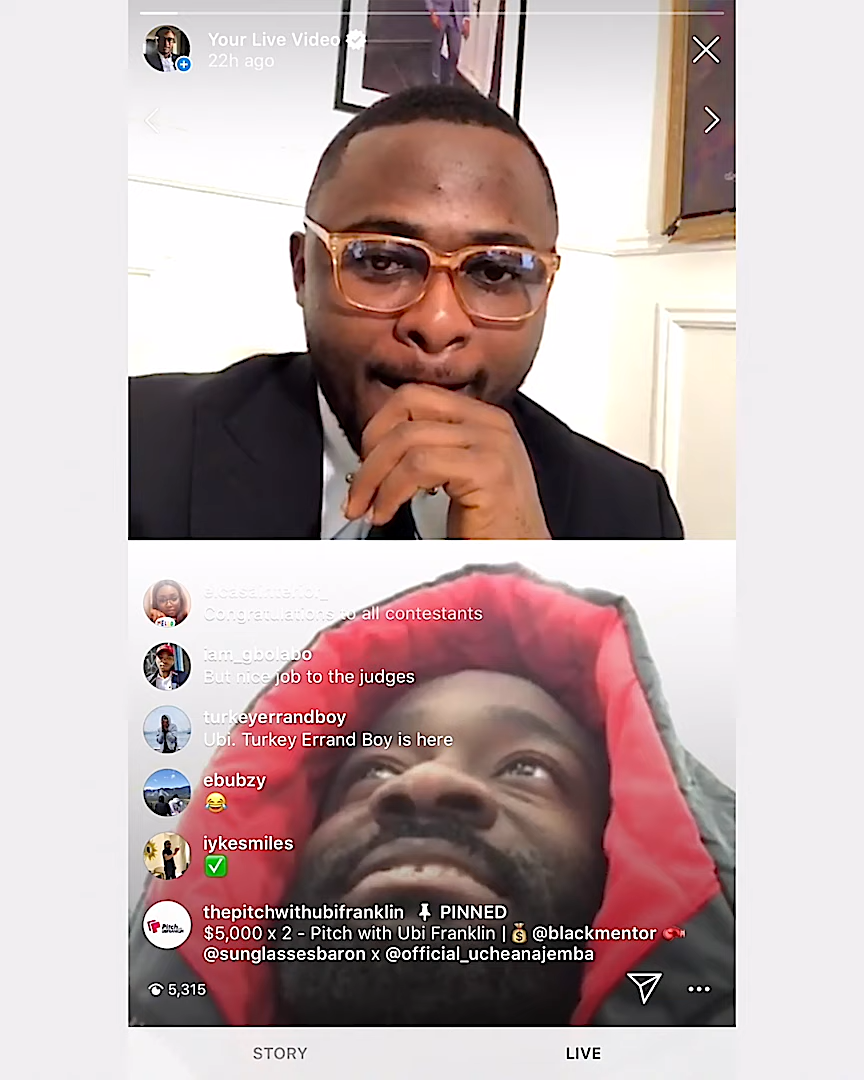 Your Live Video
22h ago
elcasainterior_
Congratulations to all contestants
iam_gbolabo
But nice job to the judges
turkeyerrandboy
Ubi. Turkey Errand Boy is here
ebubzy
😂
iykesmiles
✅
thepitchwithubifranklin 📌 PINNED
$5,000 x 2 - Pitch with Ubi Franklin | 💰 @blackmentor 🥊
@sunglassesbaron x @official_ucheanajemba
5,315
STORY
LIVE